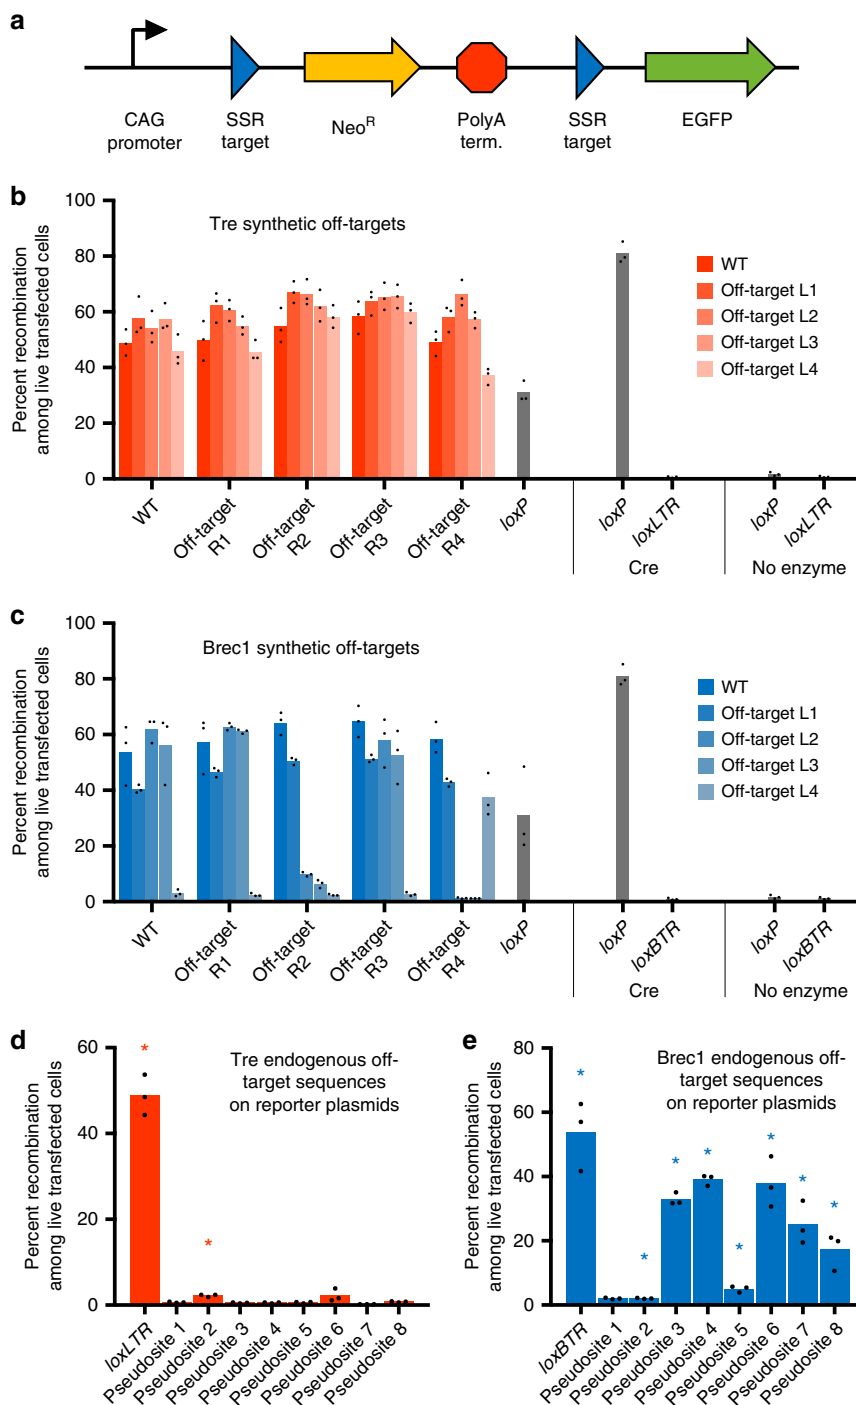 a
CAG
promoter
SSR
target
Neo^R
PolyA
term.
SSR
target
EGFP
b
Percent recombination
among live transfected cells
100
80
60
40
20
0
Tre synthetic off-targets
WT
Off-target L1
Off-target L2
Off-target L3
Off-target L4
WT
Off-target
R1
Off-target
R2
Off-target
R3
Off-target
R4
loxP
loxP
loxLTR
loxP
loxLTR
Cre
No enzyme
c
Percent recombination
among live transfected cells
100
80
60
40
20
0
Brec1 synthetic off-targets
WT
Off-target L1
Off-target L2
Off-target L3
Off-target L4
WT
Off-target
R1
Off-target
R2
Off-target
R3
Off-target
R4
loxP
loxP
loxBTR
loxP
loxBTR
Cre
No enzyme
d
Percent recombination
among live transfected cells
60
40
20
0
Tre endogenous off-
target sequences
on reporter plasmids
*
*
loxLTR
Pseudosite 1
Pseudosite 2
Pseudosite 3
Pseudosite 4
Pseudosite 5
Pseudosite 6
Pseudosite 7
Pseudosite 8
e
Percent recombination
among live transfected cells
80
60
40
20
0
Brec1 endogenous off-
target sequences
on reporter plasmids
*
*
*
*
*
*
*
*
loxBTR
Pseudosite 1
Pseudosite 2
Pseudosite 3
Pseudosite 4
Pseudosite 5
Pseudosite 6
Pseudosite 7
Pseudosite 8